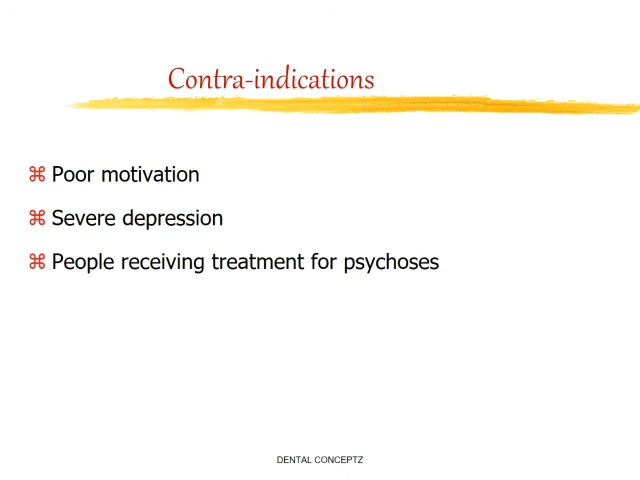 Contra-indications
⌘ Poor motivation
⌘ Severe depression
⌘ People receiving treatment for psychoses
DENTAL CONCEPTZ